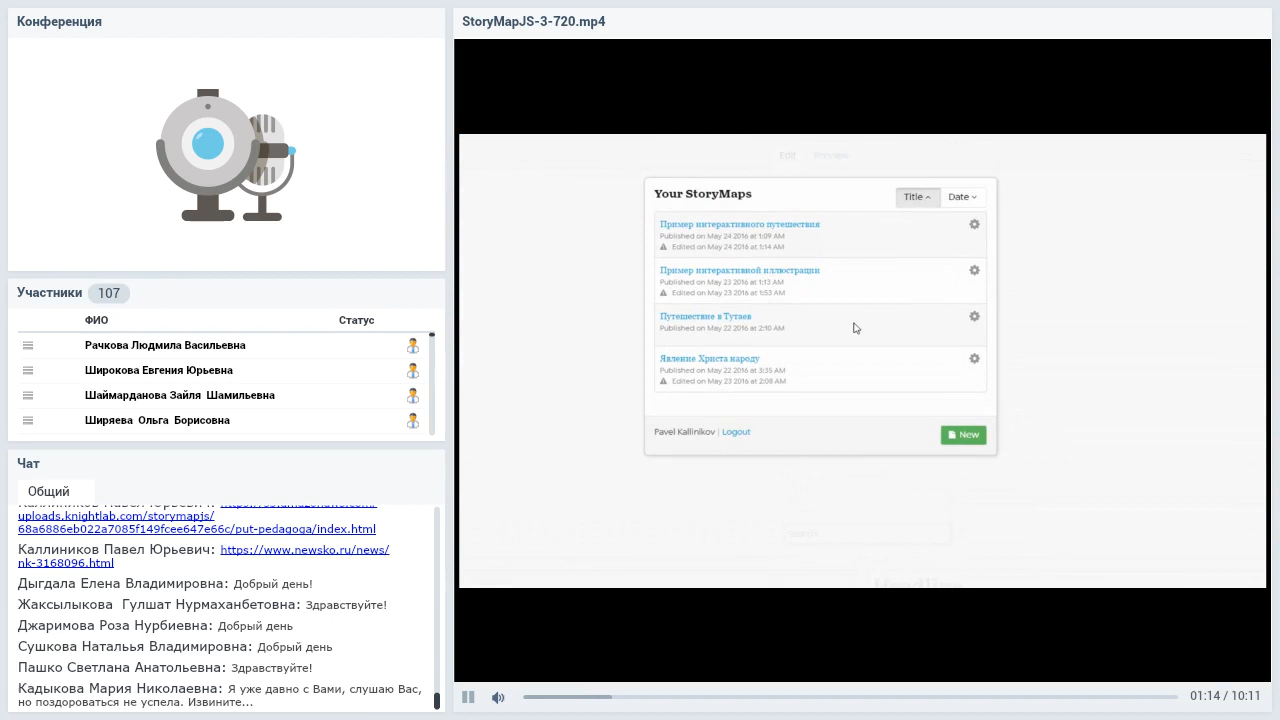 Конференция
Участники 107
ФИО Статус
Рачкова Людмила Васильевна
Широкова Евгения Юрьевна
Шаймарданова Зайля Шамильевна
Ширяева Ольга Борисовна
Чат
Общий
uploads.knightlab.com/storymapjs/
68a6886eb022a7085f149fcee647e66c/put-pedagoga/index.html
Каллиников Павел Юрьевич: https://www.newsko.ru/news/
nk-3168096.html
Дыгдала Елена Владимировна: Добрый день!
Жаксылыкова Гулшат Нурмаханбетовна: Здравствуйте!
Джаримова Роза Нурбиевна: Добрый день
Сушкова Наталья Владимировна: Добрый день
Пашко Светлана Анатольевна: Здравствуйте!
Кадыкова Мария Николаевна: Я уже давно с Вами, слушаю Вас,
но поздороваться не успела. Извините...
StoryMapJS-3-720.mp4
Edit
Your StoryMaps Title Date
Пример интерактивного путешествия
Published on May 24 2016 at 1:09 AM
Edited on May 24 2016 at 1:14 AM
Пример интерактивной иллюстрации
Published on May 23 2016 at 1:13 AM
Edited on May 23 2016 at 1:53 AM
Путешествие в Тутаев
Published on May 22 2016 at 2:10 AM
Явление Христа народу
Published on May 22 2016 at 3:35 AM
Edited on May 23 2016 at 2:08 AM
Pavel Kallinikov | Logout New
Headline
01:14 / 10:11